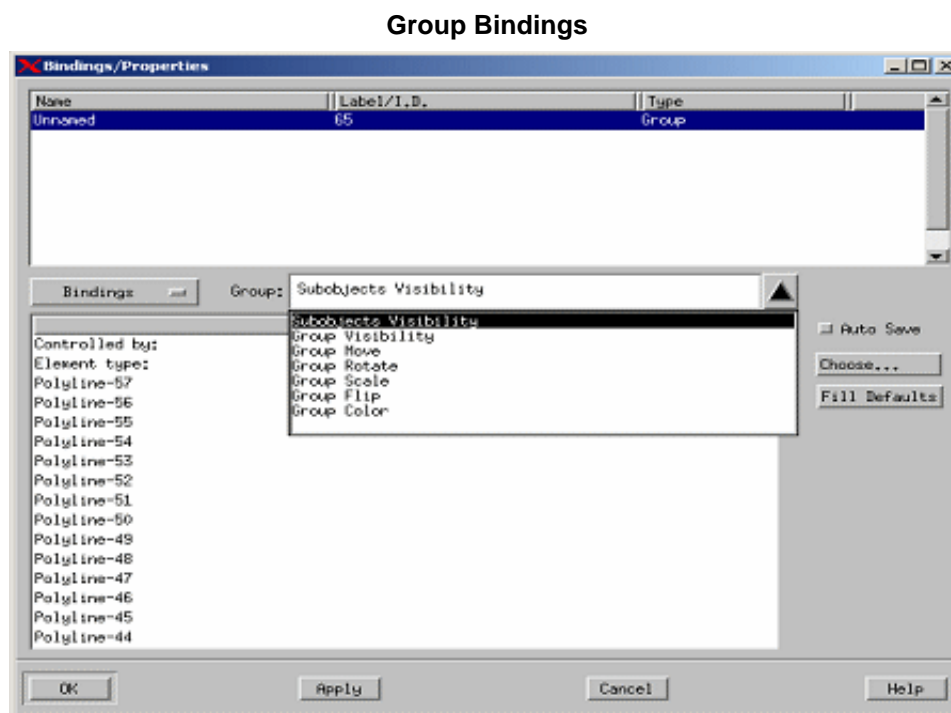 Group Bindings
Bindings/Properties
Name Label/I.D. Type
Unnamed 65 Group
Bindings Group: Subobjects Visibility
Subobjects Visibility
Group Visibility
Group Move
Group Rotate
Group Scale
Group Flip
Group Color
Controlled by:
Element type:
Polyline-57
Polyline-56
Polyline-55
Polyline-54
Polyline-53
Polyline-52
Polyline-51
Polyline-50
Polyline-49
Polyline-48
Polyline-47
Polyline-46
Polyline-45
Polyline-44
Auto Save
Choose...
Fill Defaults
OK Apply Cancel Help